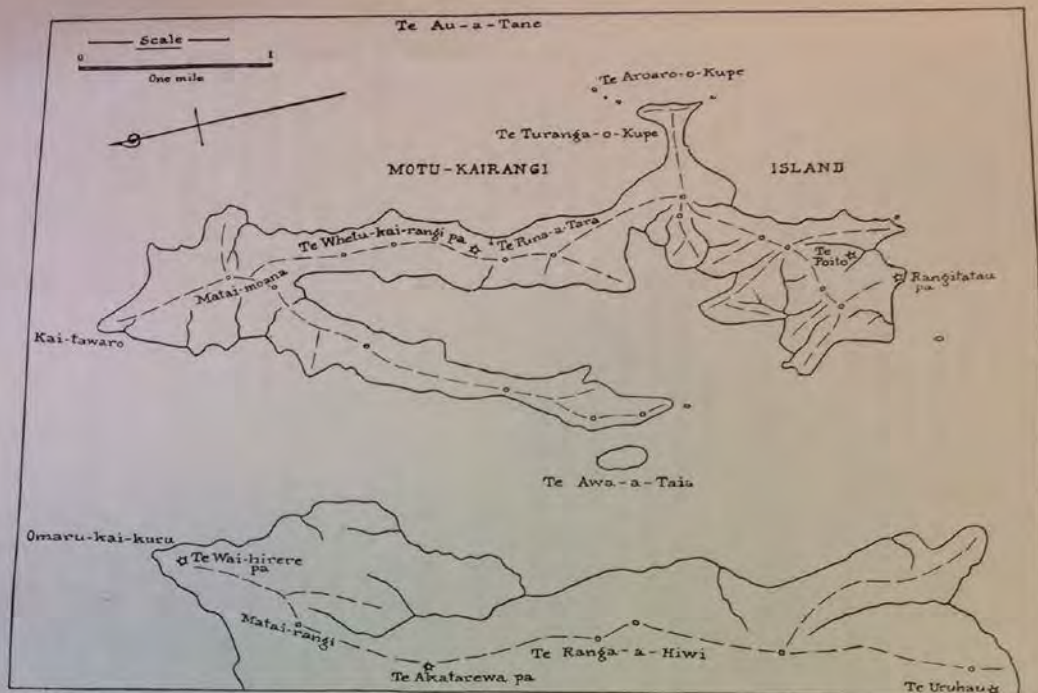 Te Au-a-Tane
Scale
0 1
One mile
Te Aroaro-o-Kupe
Te Turanga-o-Kupe
MOTU-KAIRANGI ISLAND
Te Whetu-kai-rangi pa
Te Puna-a-Tara
Te
Poito
Rangitatau
pa
Matai-moana
Kai-tawaro
Te Awa-a-Taia
Omaru-kai-kuru
Te Wai-hirere
pa
Matai-rangi
Te Ranga-a-Hiwi
Te Akatarewa pa
Te Uruhau